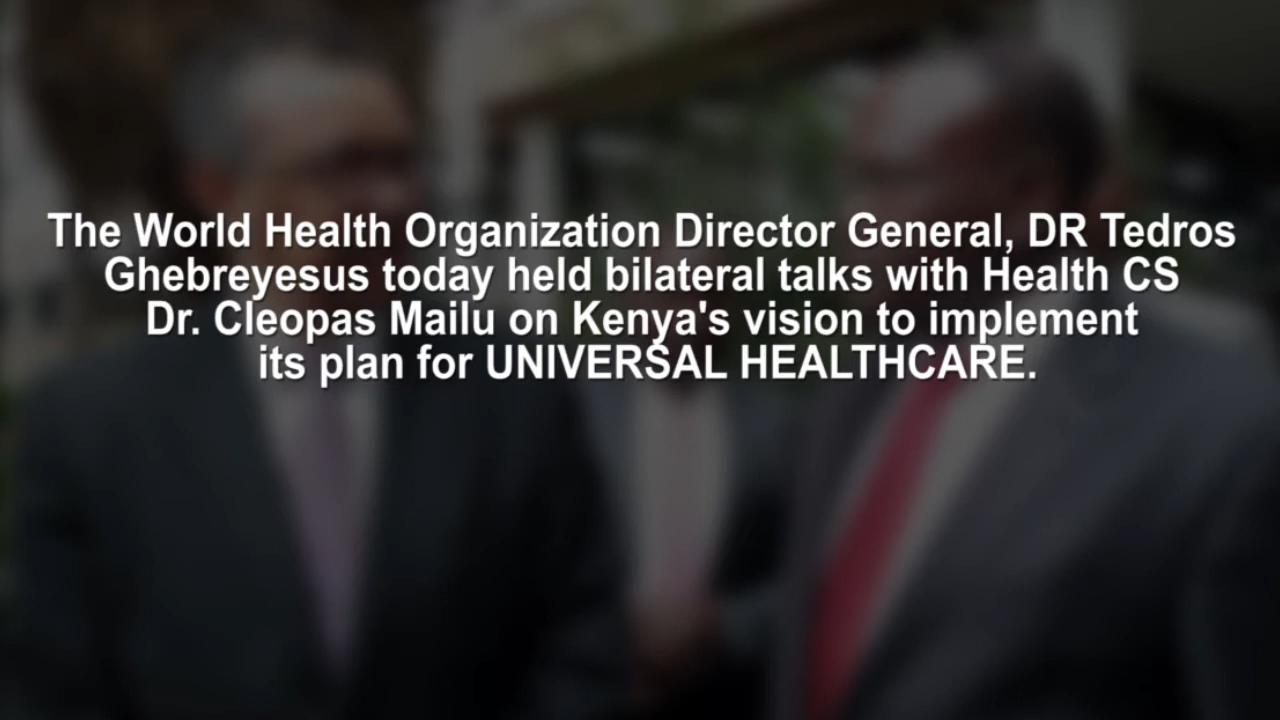 The World Health Organization Director General, DR Tedros
Ghebreyesus today held bilateral talks with Health CS
Dr. Cleopas Mailu on Kenya's vision to implement
its plan for UNIVERSAL HEALTHCARE.